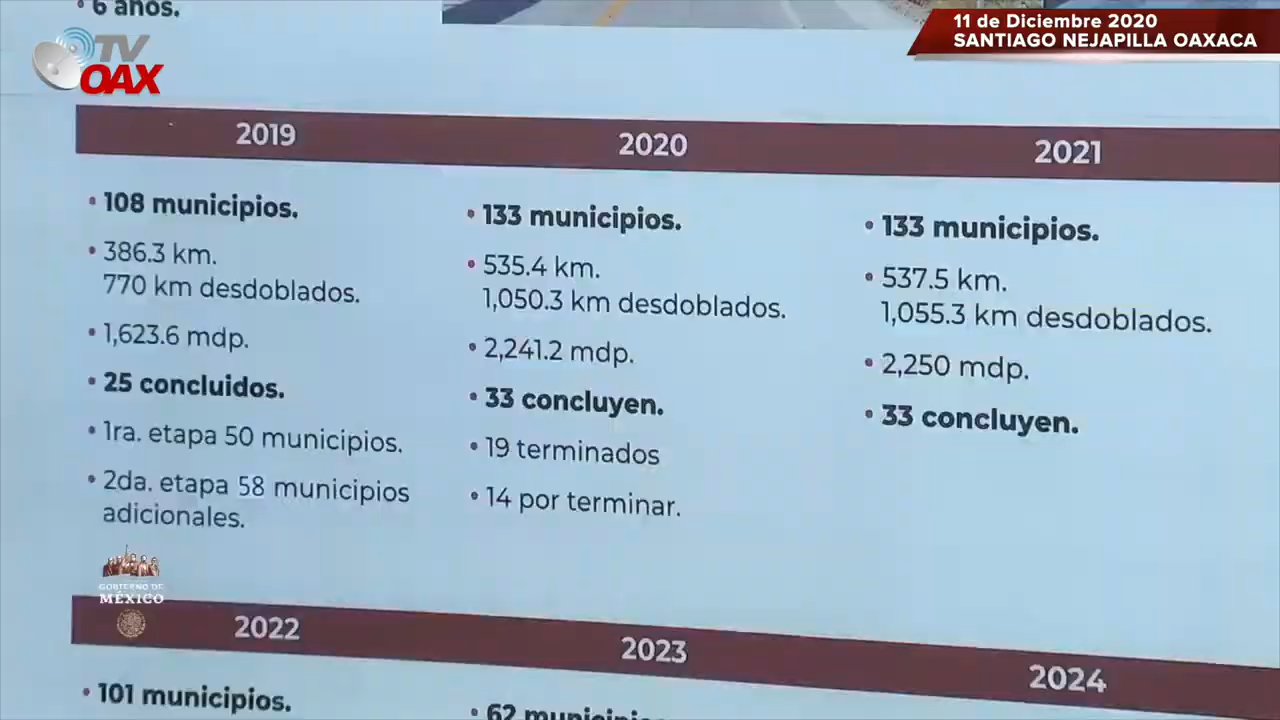 • 6 años.
11 de Diciembre 2020
SANTIAGO NEJAPILLA OAXACA
TV
OAX
2019
• 108 municipios.
• 386.3 km.
770 km desdoblados.
• 1,623.6 mdp.
• 25 concluidos.
• 1ra. etapa 50 municipios.
• 2da. etapa 58 municipios
adicionales.
2020
• 133 municipios.
• 535.4 km.
1,050.3 km desdoblados.
• 2,241.2 mdp.
• 33 concluyen.
• 19 terminados
• 14 por terminar.
2021
• 133 municipios.
• 537.5 km.
1,055.3 km desdoblados.
• 2,250 mdp.
• 33 concluyen.
GOBIERNO DE
MÉXICO
2022
• 101 municipios.
2023
• 62
2024